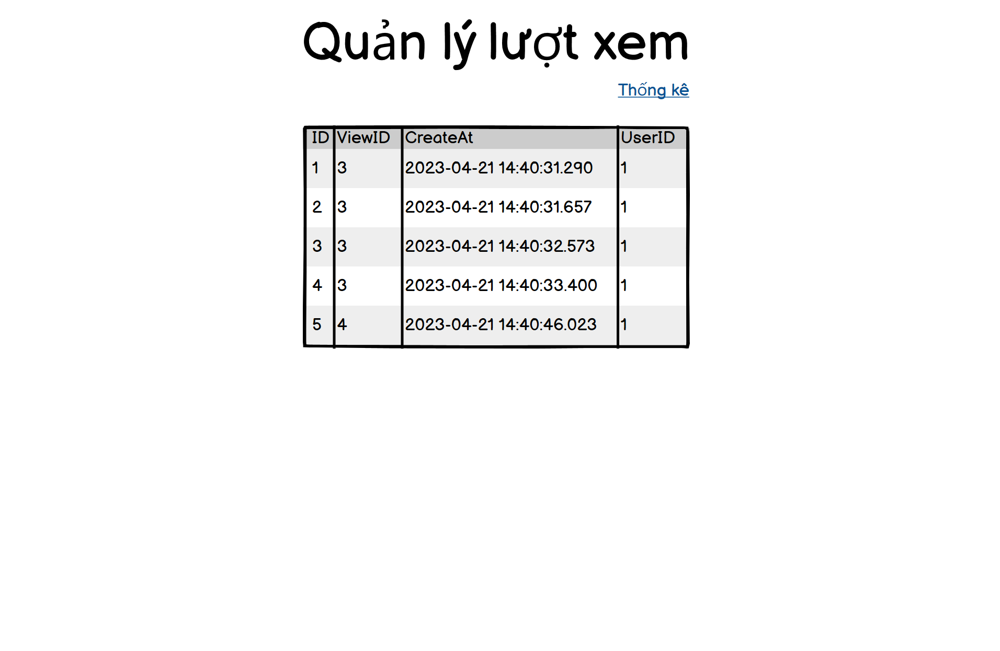 Quản lý lượt xem
Thống kê
ID ViewID CreateAt UserID
1 3 2023-04-21 14:40:31.290 1
2 3 2023-04-21 14:40:31.657 1
3 3 2023-04-21 14:40:32.573 1
4 3 2023-04-21 14:40:33.400 1
5 4 2023-04-21 14:40:46.023 1